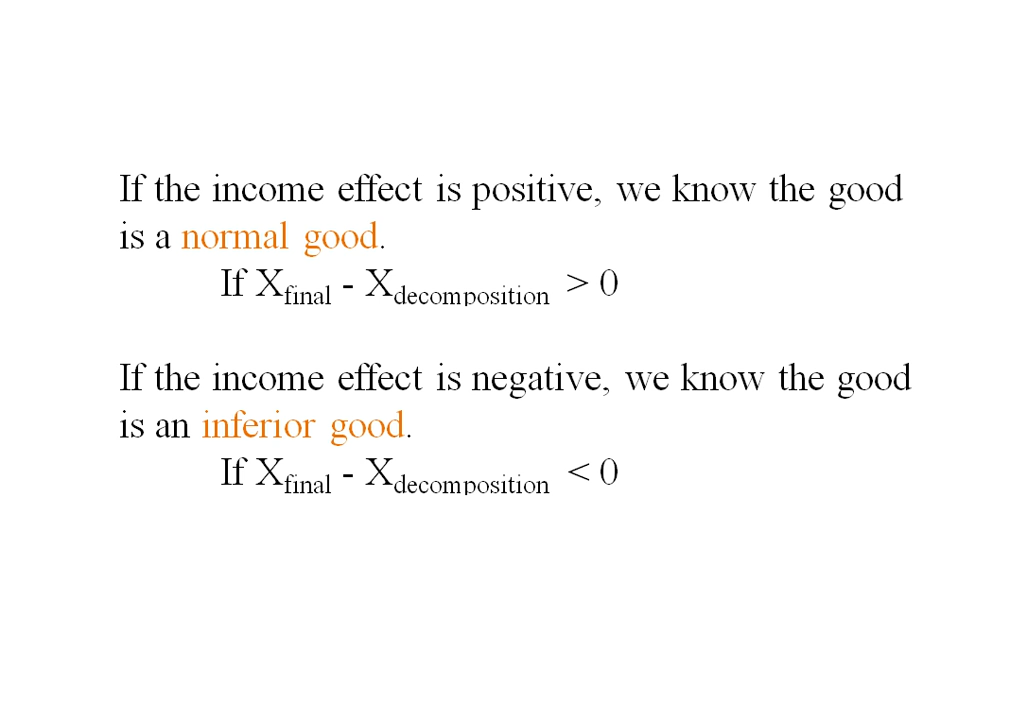 If the income effect is positive, we know the good
is a normal good.
If Xfinal - Xdecomposition > 0
If the income effect is negative, we know the good
is an inferior good.
If Xfinal - Xdecomposition < 0